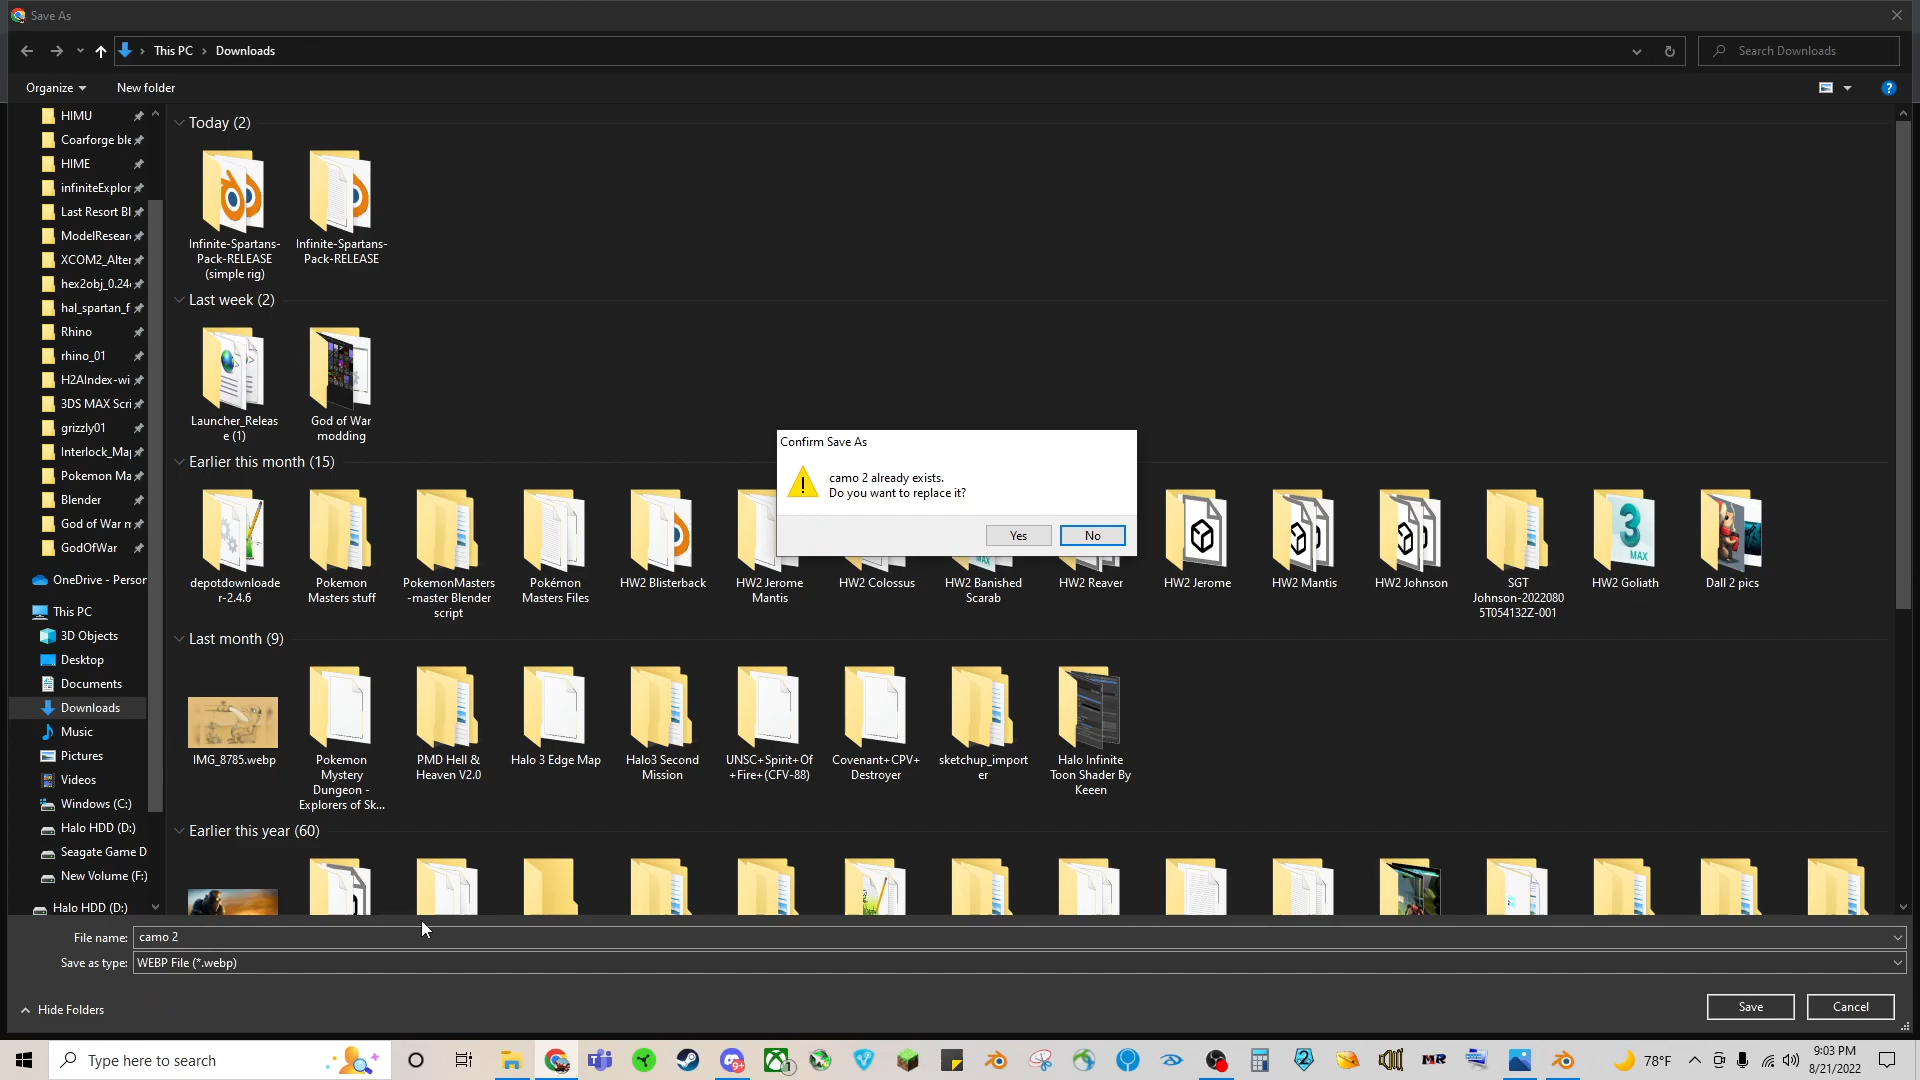 Save As
This PC
Downloads
Search Downloads
Organize
New folder
HIMU
Coarforge ble
HIME
infiniteExplor
Last Resort Bl
ModelResear
XCOM2_Alter
hex2obj_0.24
hal_spartan_f
Rhino
rhino_01
H2AIndex-wi
3DS MAX Scri
grizzly01
Interlock_Ma
Pokemon Ma
Blender
God of War m
GodOfWar
OneDrive - Person
This PC
3D Objects
Desktop
Documents
Downloads
Music
Pictures
Videos
Windows (C:)
Halo HDD (D:)
Seagate Game D
New Volume (F:)
Halo HDD (D:)
Today (2)
Infinite-Spartans-
Pack-RELEASE
(simple rig)
Infinite-Spartans-
Pack-RELEASE
Last week (2)
Launcher_Releas
e (1)
God of War
modding
Earlier this month (15)
depotdownloade
r-2.4.6
Pokemon
Masters stuff
PokemonMasters
-master Blender
script
Pokémon
Masters Files
HW2 Blisterback
HW2 Jerome
Mantis
HW2 Colossus
HW2 Banished
Scarab
HW2 Reaver
HW2 Jerome
HW2 Mantis
HW2 Johnson
SGT
Johnson-2022080
5T054132Z-001
HW2 Goliath
Dall 2 pics
Last month (9)
IMG_8785.webp
Pokemon
Mystery
Dungeon -
Explorers of Sk...
PMD Hell &
Heaven V2.0
Halo 3 Edge Map
Halo3 Second
Mission
UNSC+Spirit+Of
+Fire+(CFV-88)
Covenant+CPV+
Destroyer
sketchup_import
er
Halo Infinite
Toon Shader By
Keeen
Earlier this year (60)
Confirm Save As
camo 2 already exists.
Do you want to replace it?
Yes
No
File name:
camo 2
Save as type:
WEBP File (*.webp)
Hide Folders
Save
Cancel
Type here to search
78°F
9:03 PM
8/21/2022